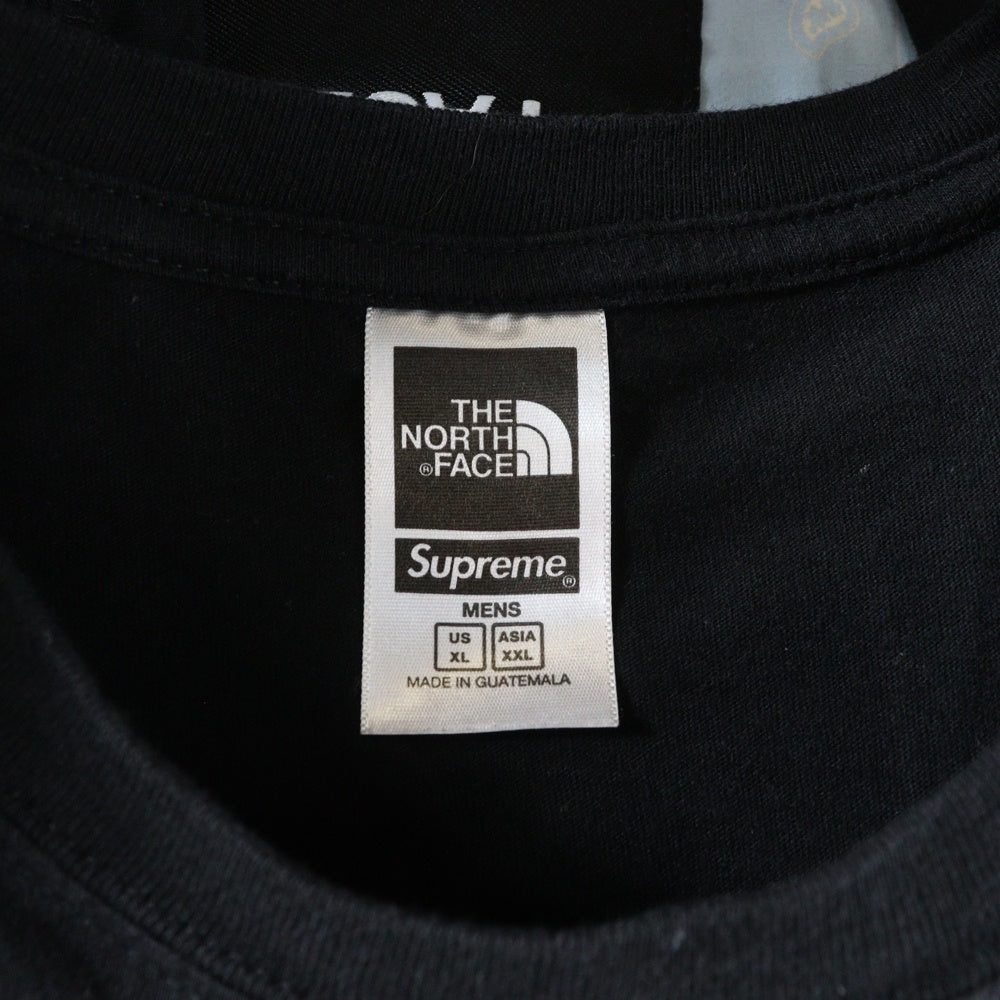 THE
NORTH
® FACE
Supreme®
MENS
US ASIA
XL XXL
MADE IN GUATEMALA